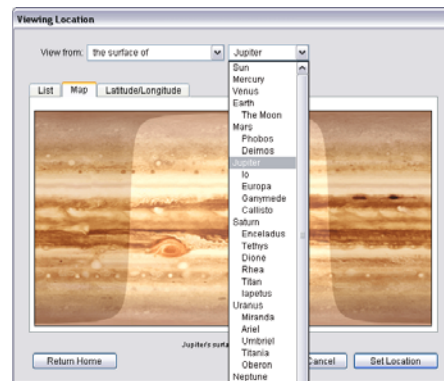 Viewing Location
View from: the surface of Jupiter
Sun
Mercury
Venus
Earth
The Moon
Mars
Phobos
Deimos
Jupiter
Io
Europa
Ganymede
Callisto
Saturn
Enceladus
Tethys
Dione
Rhea
Titan
Iapetus
Uranus
Miranda
Ariel
Umbriel
Titania
Oberon
Neptune
List Map Latitude/Longitude
Jupiter's surfa
Return Home Cancel Set Location